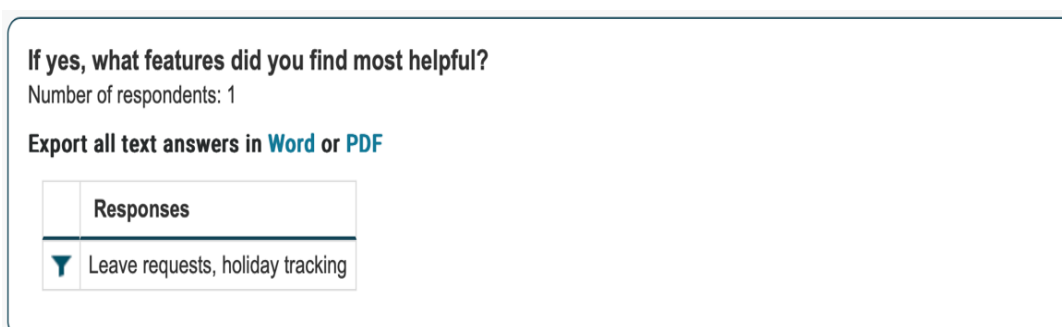 If yes, what features did you find most helpful?
Number of respondents: 1
Export all text answers in Word or PDF
Responses
Leave requests, holiday tracking